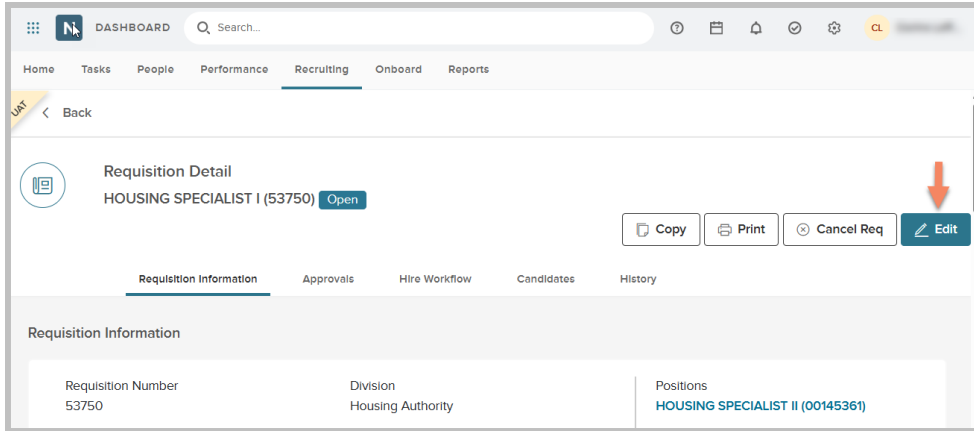 N DASHBOARD Search... CL
Home Tasks People Performance Recruiting Onboard Reports
UAT
Back
Requisition Detail
HOUSING SPECIALIST I (53750) Open
Copy Print Cancel Req Edit
Requisition Information Approvals Hire Workflow Candidates History
Requisition Information
Requisition Number Division Positions
53750 Housing Authority HOUSING SPECIALIST II (00145361)